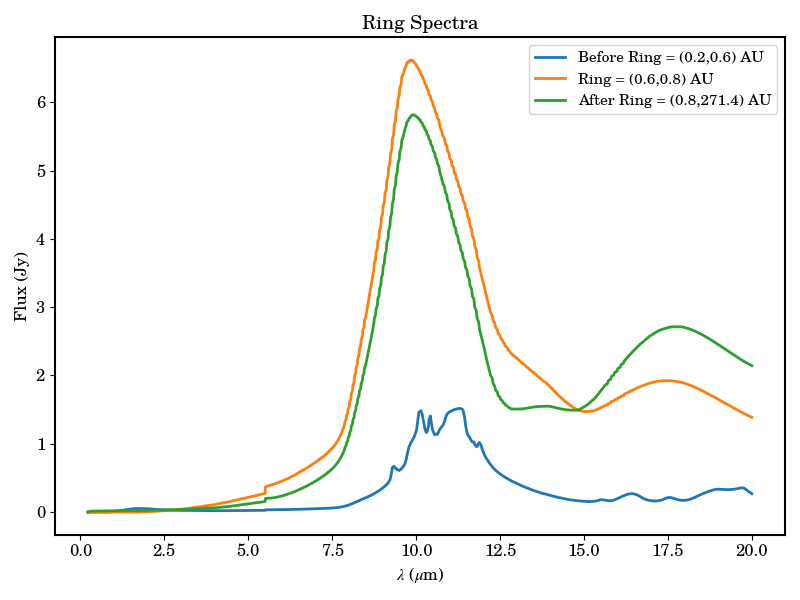 Ring Spectra
Before Ring = (0.2,0.6) AU
Ring = (0.6,0.8) AU
After Ring = (0.8,271.4) AU
Flux (Jy)
6
5
4
3
2
1
0
0.0 2.5 5.0 7.5 10.0 12.5 15.0 17.5 20.0
λ (μm)